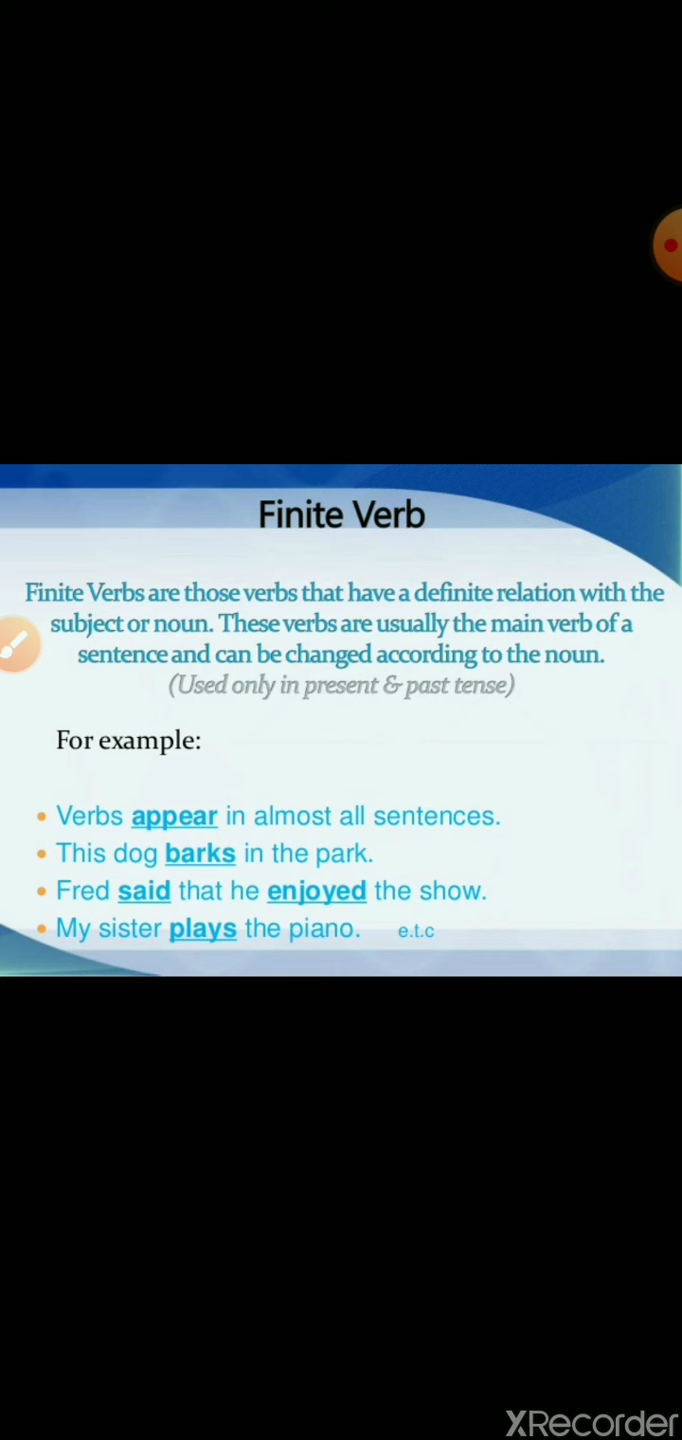 Finite Verb
Finite Verbs are those verbs that have a definite relation with the
subject or noun. These verbs are usually the main verb of a
sentence and can be changed according to the noun.
(Used only in present & past tense)
For example:
• Verbs appear in almost all sentences.
• This dog barks in the park.
• Fred said that he enjoyed the show.
• My sister plays the piano. e.t.c
XRecorder